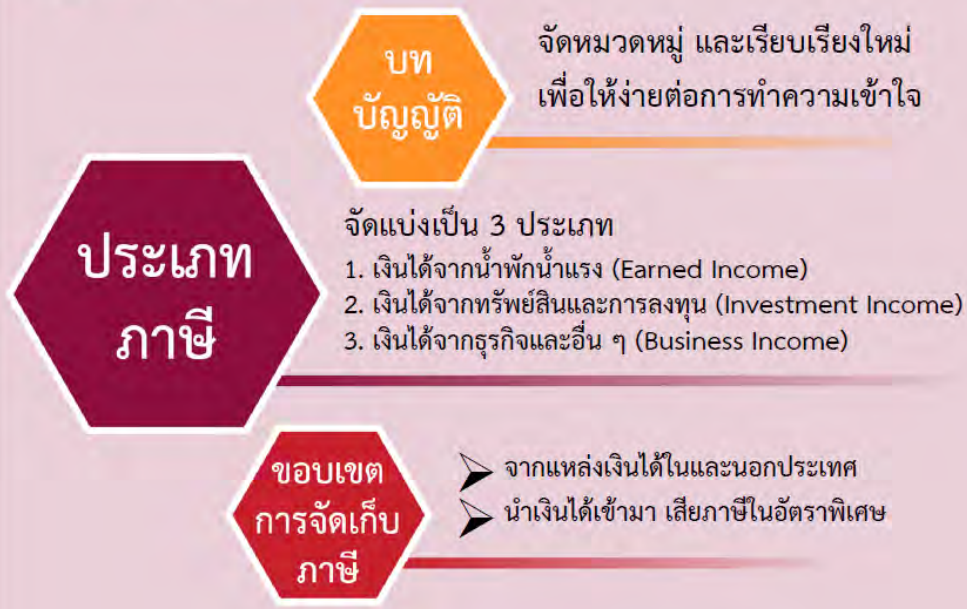 บท
บัญญัติ
จัดหมวดหมู่ และเรียบเรียงใหม่
เพื่อให้ง่ายต่อการทำความเข้าใจ
ประเภท
ภาษี
จัดแบ่งเป็น 3 ประเภท
1. เงินได้จากน้ำพักน้ำแรง (Earned Income)
2. เงินได้จากทรัพย์สินและการลงทุน (Investment Income)
3. เงินได้จากธุรกิจและอื่น ๆ (Business Income)
ขอบเขต
การจัดเก็บ
ภาษี
จากแหล่งเงินได้ในและนอกประเทศ
นำเงินได้เข้ามา เสียภาษีในอัตราพิเศษ